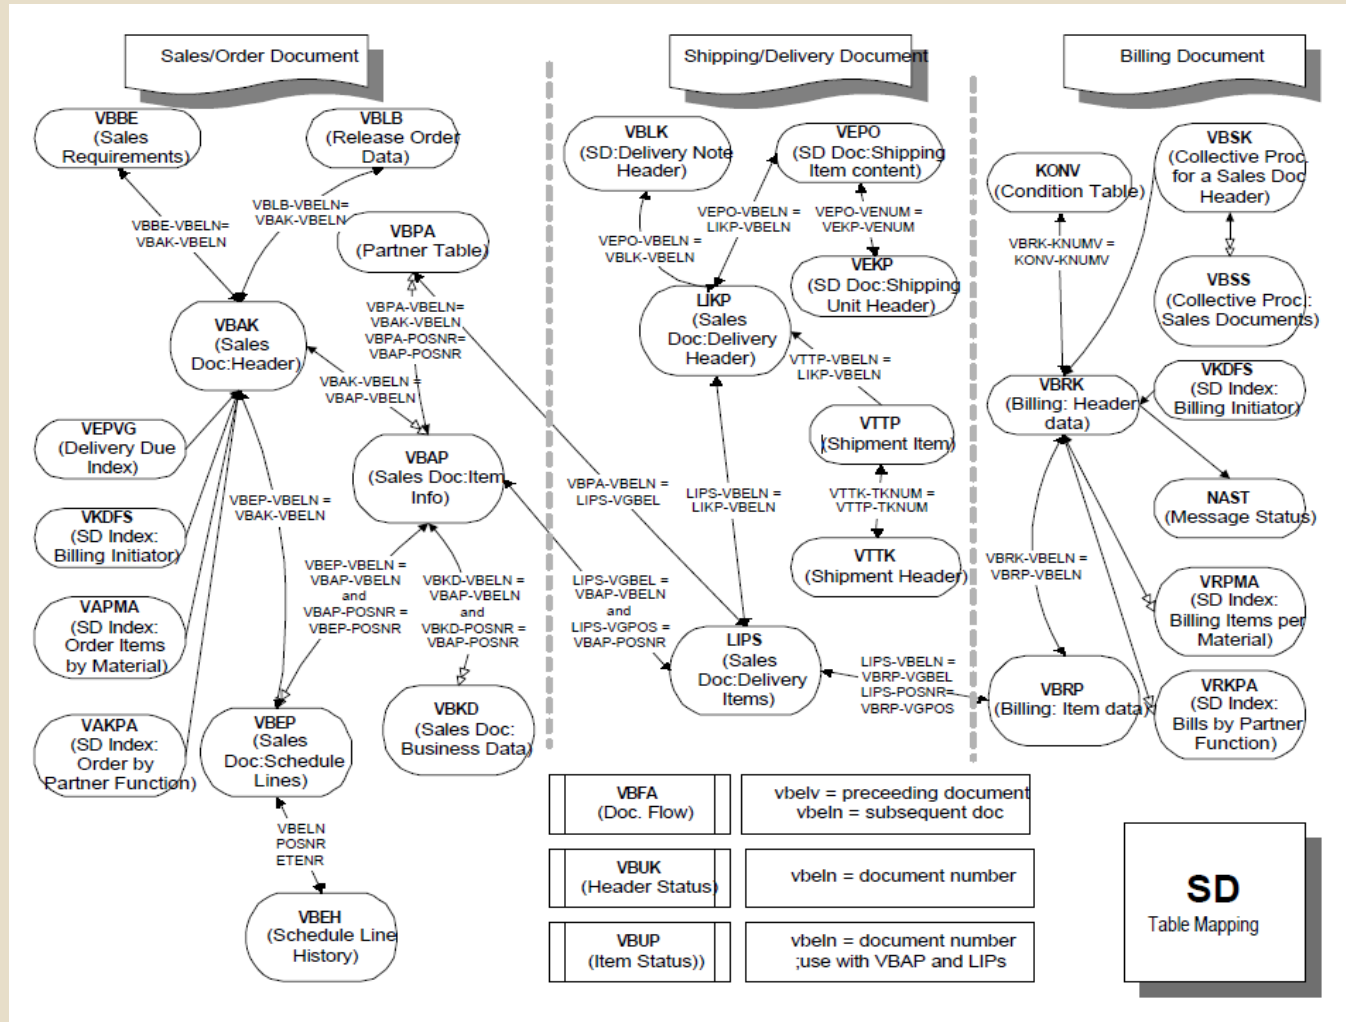 Sales/Order Document
VBBE
(Sales
Requirements)
VBLB
(Release Order
Data)
VBLB-VBELN=
VBAK-VBELN
VBBE-VBELN=
VBAK-VBELN
VBPA
(Partner Table)
VBAK
(Sales
Doc:Header)
VBPA-VBELN=
VBAK-VBELN
VBPA-POSNR=
VBAP-POSNR
VBAK-VBELN =
VBAP-VBELN
VEPVG
(Delivery Due
Index)
VBAP
(Sales Doc:Item
Info)
VBEP-VBELN =
VBAK-VBELN
VKDFS
(SD Index:
Billing Initiator)
VBEP-VBELN =
VBAP-VBELN
and
VBAP-POSNR =
VBEP-POSNR
VBKD-VBELN =
VBAP-VBELN
and
VBKD-POSNR =
VBAP-POSNR
VAPMA
(SD Index:
Order Items
by Material)
VAKPA
(SD Index:
Order by
Partner Function)
VBEP
(Sales
Doc:Schedule
Lines)
VBKD
(Sales Doc:
Business Data)
VBELN
POSNR
ETENR
VBEH
(Schedule Line
History)
Shipping/Delivery Document
VBLK
(SD:Delivery Note
Header)
VEPO
(SD Doc:Shipping
Item content)
VEPO-VBELN =
LIKP-VBELN
VEPO-VENUM =
VEKP-VENUM
VEPO-VBELN =
VBLK-VBELN
VEKP
(SD Doc:Shipping
Unit Header)
LIKP
(Sales
Doc:Delivery
Header)
VTTP-VBELN =
LIKP-VBELN
VTTP
(Shipment Item)
VBPA-VBELN =
LIPS-VGBEL
LIPS-VBELN =
LIKP-VBELN
VTTK-TKNUM =
VTTP-TKNUM
VTTK
(Shipment Header)
LIPS-VGBEL =
VBAP-VBELN
and
LIPS-VGPOS =
VBAP-POSNR
LIPS
(Sales
Doc:Delivery
Items)
LIPS-VBELN =
VBRP-VGBEL
LIPS-POSNR=
VBRP-VGPOS
Billing Document
KONV
(Condition Table)
VBSK
(Collective Proc.
for a Sales Doc
Header)
VBRK-KNUMV =
KONV-KNUMV
VBSS
(Collective Proc.:
Sales Documents)
VBRK
(Billing: Header
data)
VKDFS
(SD Index:
Billing Initiator)
NAST
(Message Status)
VBRK-VBELN =
VBRP-VBELN
VRPMA
(SD Index:
Billing Items per
Material)
VBRP
(Billing: Item data)
VRKPA
(SD Index:
Bills by Partner
Function)
VBFA
(Doc. Flow)
vbelv = preceeding document
vbeln = subsequent doc
VBUK
(Header Status)
vbeln = document number
VBUP
(Item Status))
vbeln = document number
;use with VBAP and LIPs
SD
Table Mapping